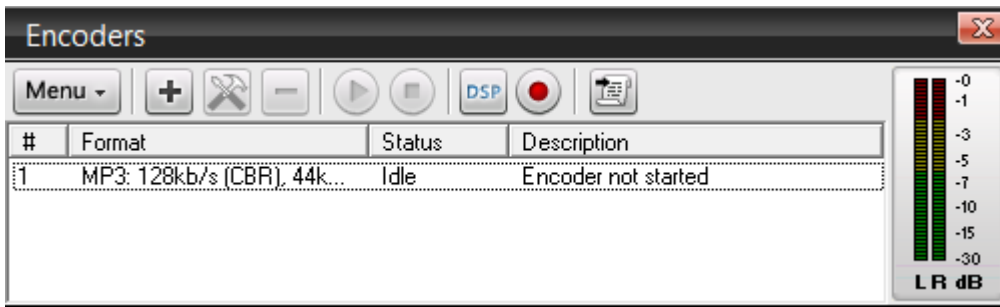 Encoders
Menu
DSP
# Format Status Description
1 MP3: 128kb/s (CBR), 44k... Idle Encoder not started
-0
-1
-3
-5
-7
-10
-15
-30
L R dB